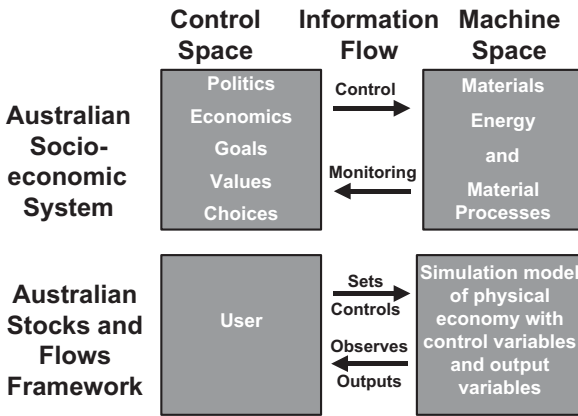 Control
Space
Information
Flow
Machine
Space
Australian
Socio-
economic
System
Politics
Economics
Goals
Values
Choices
Control
Monitoring
Materials
Energy
and
Material
Processes
Australian
Stocks and
Flows
Framework
User
Sets
Controls
Observes
Outputs
Simulation model
of physical
economy with
control variables
and output
variables